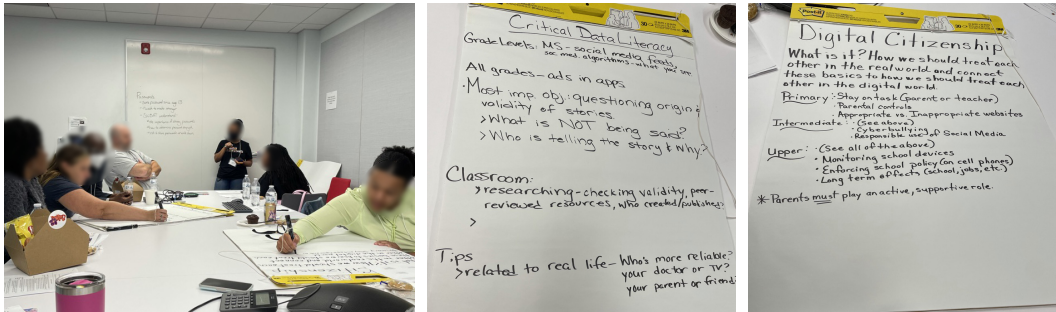 Critical Data Literacy
Grade Levels: MS - social media feeds,
soc med. algorithms - what you see
All grades - ads in apps
· Most imp. obj: questioning origin &
validity of stories
> What is NOT being said?
> Who is telling the story & Why?
Classroom:
> researching - checking validity, peer-
reviewed resources, who created/published
>
Tips
> related to real life - Who's more reliable?
your doctor or TV?
your parent or friend
Post-it
Digital Citizenship
What is it? How we should treat each
other in the real world and connect
these basics to how we should treat each
other in the digital world.
Primary: · Stay on task (parent or teacher)
· Parental controls
· Appropriate vs. Inappropriate websites
Intermediate: · (See above)
· Cyberbullying
· Responsible use of Social Media
Upper: · (See all of the above)
· Monitoring school devices
· Enforcing school policy (on cell phones)
· Long term effects (school, jobs, etc.)
* Parents must play an active, supportive role.